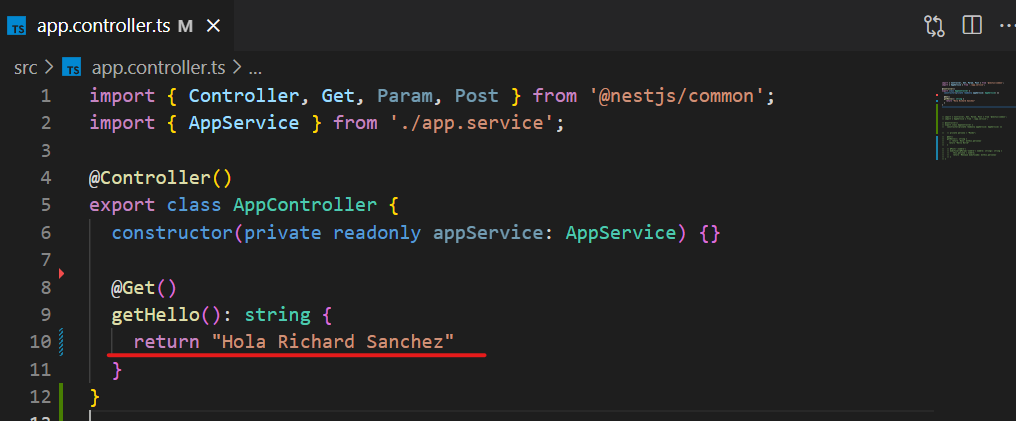 TS app.controller.ts M
src > TS app.controller.ts > ...
1 import { Controller, Get, Param, Post } from '@nestjs/common';
2 import { AppService } from './app.service';
3
4 @Controller()
5 export class AppController {
6 constructor(private readonly appService: AppService) {}
7
8 @Get()
9 getHello(): string {
10 return "Hola Richard Sanchez"
11 }
12 }
13